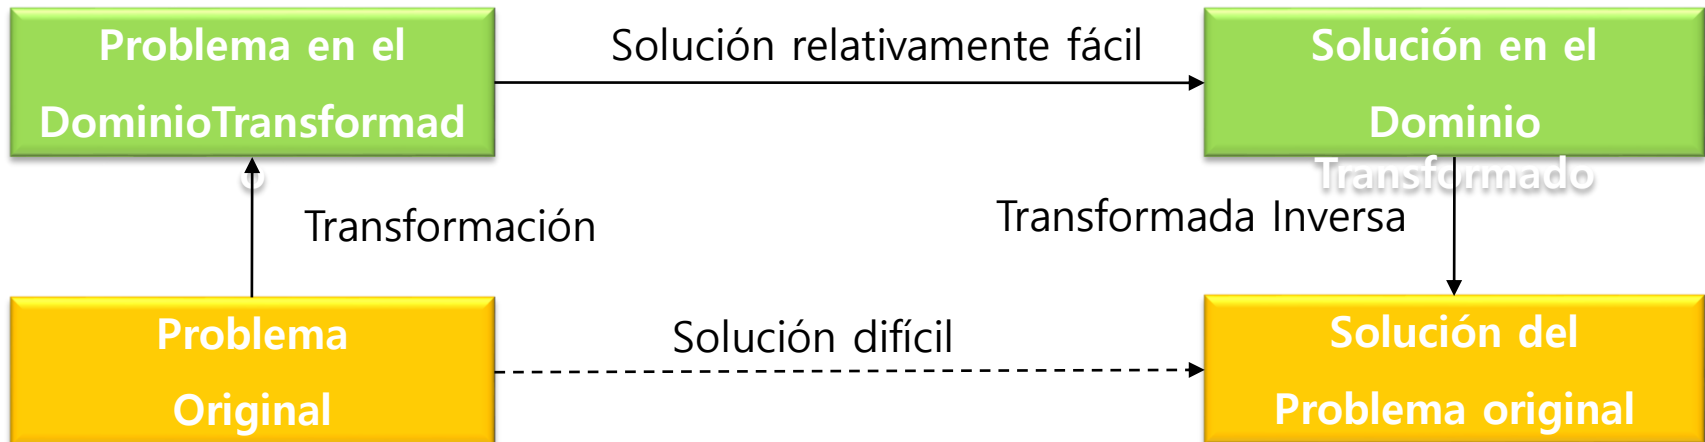 Problema en el
DominioTransformad
o
Solución relativamente fácil
Solución en el
Dominio
Transformado
Transformación
Transformada Inversa
Problema
Original
Solución difícil
Solución del
Problema original